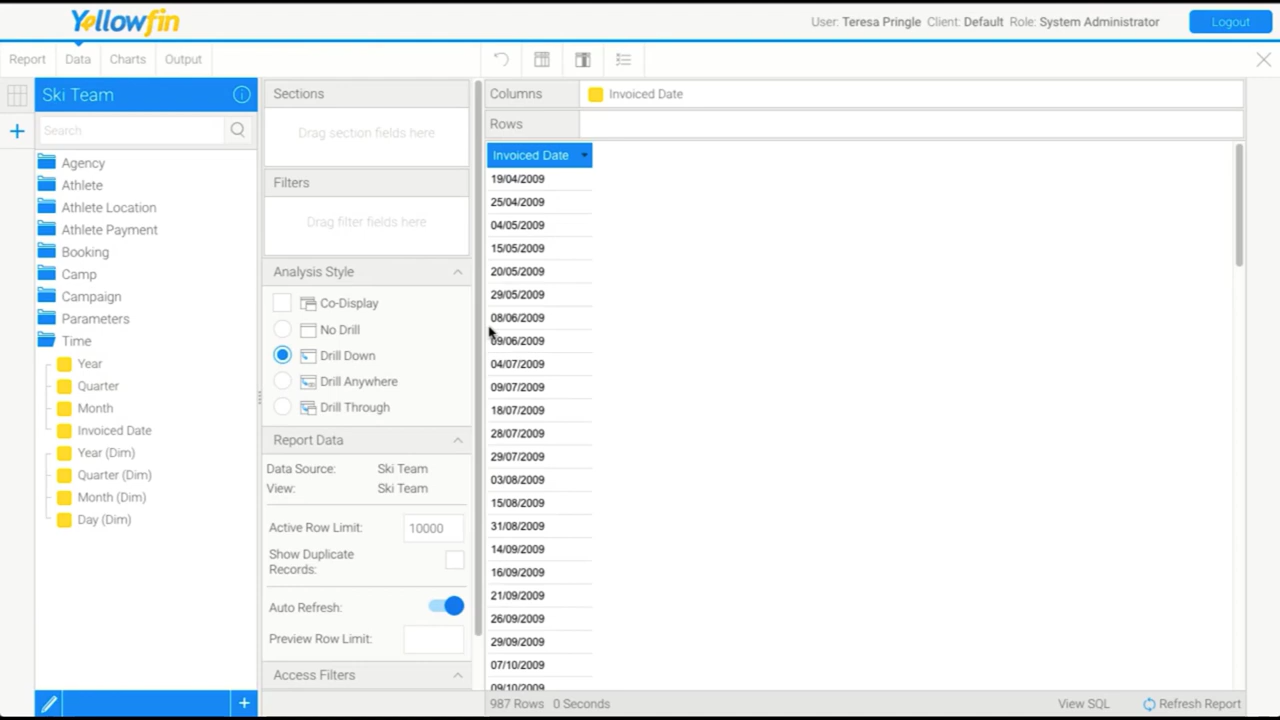 Yellowfin
User: Teresa Pringle Client: Default Role: System Administrator
Logout
Report
Data
Charts
Output
Ski Team
Search
Agency
Athlete
Athlete Location
Athlete Payment
Booking
Camp
Campaign
Parameters
Time
Year
Quarter
Month
Invoiced Date
Year (Dim)
Quarter (Dim)
Month (Dim)
Day (Dim)
Sections
Drag section fields here
Filters
Drag filter fields here
Analysis Style
Co-Display
No Drill
Drill Down
Drill Anywhere
Drill Through
Report Data
Data Source: Ski Team
View: Ski Team
Active Row Limit: 10000
Show Duplicate
Records:
Auto Refresh:
Preview Row Limit:
Access Filters
Columns
Invoiced Date
Rows
Invoiced Date
19/04/2009
25/04/2009
04/05/2009
15/05/2009
20/05/2009
29/05/2009
08/06/2009
09/06/2009
04/07/2009
09/07/2009
18/07/2009
28/07/2009
29/07/2009
03/08/2009
15/08/2009
31/08/2009
14/09/2009
16/09/2009
21/09/2009
26/09/2009
29/09/2009
07/10/2009
09/10/2009
987 Rows 0 Seconds
View SQL
Refresh Report